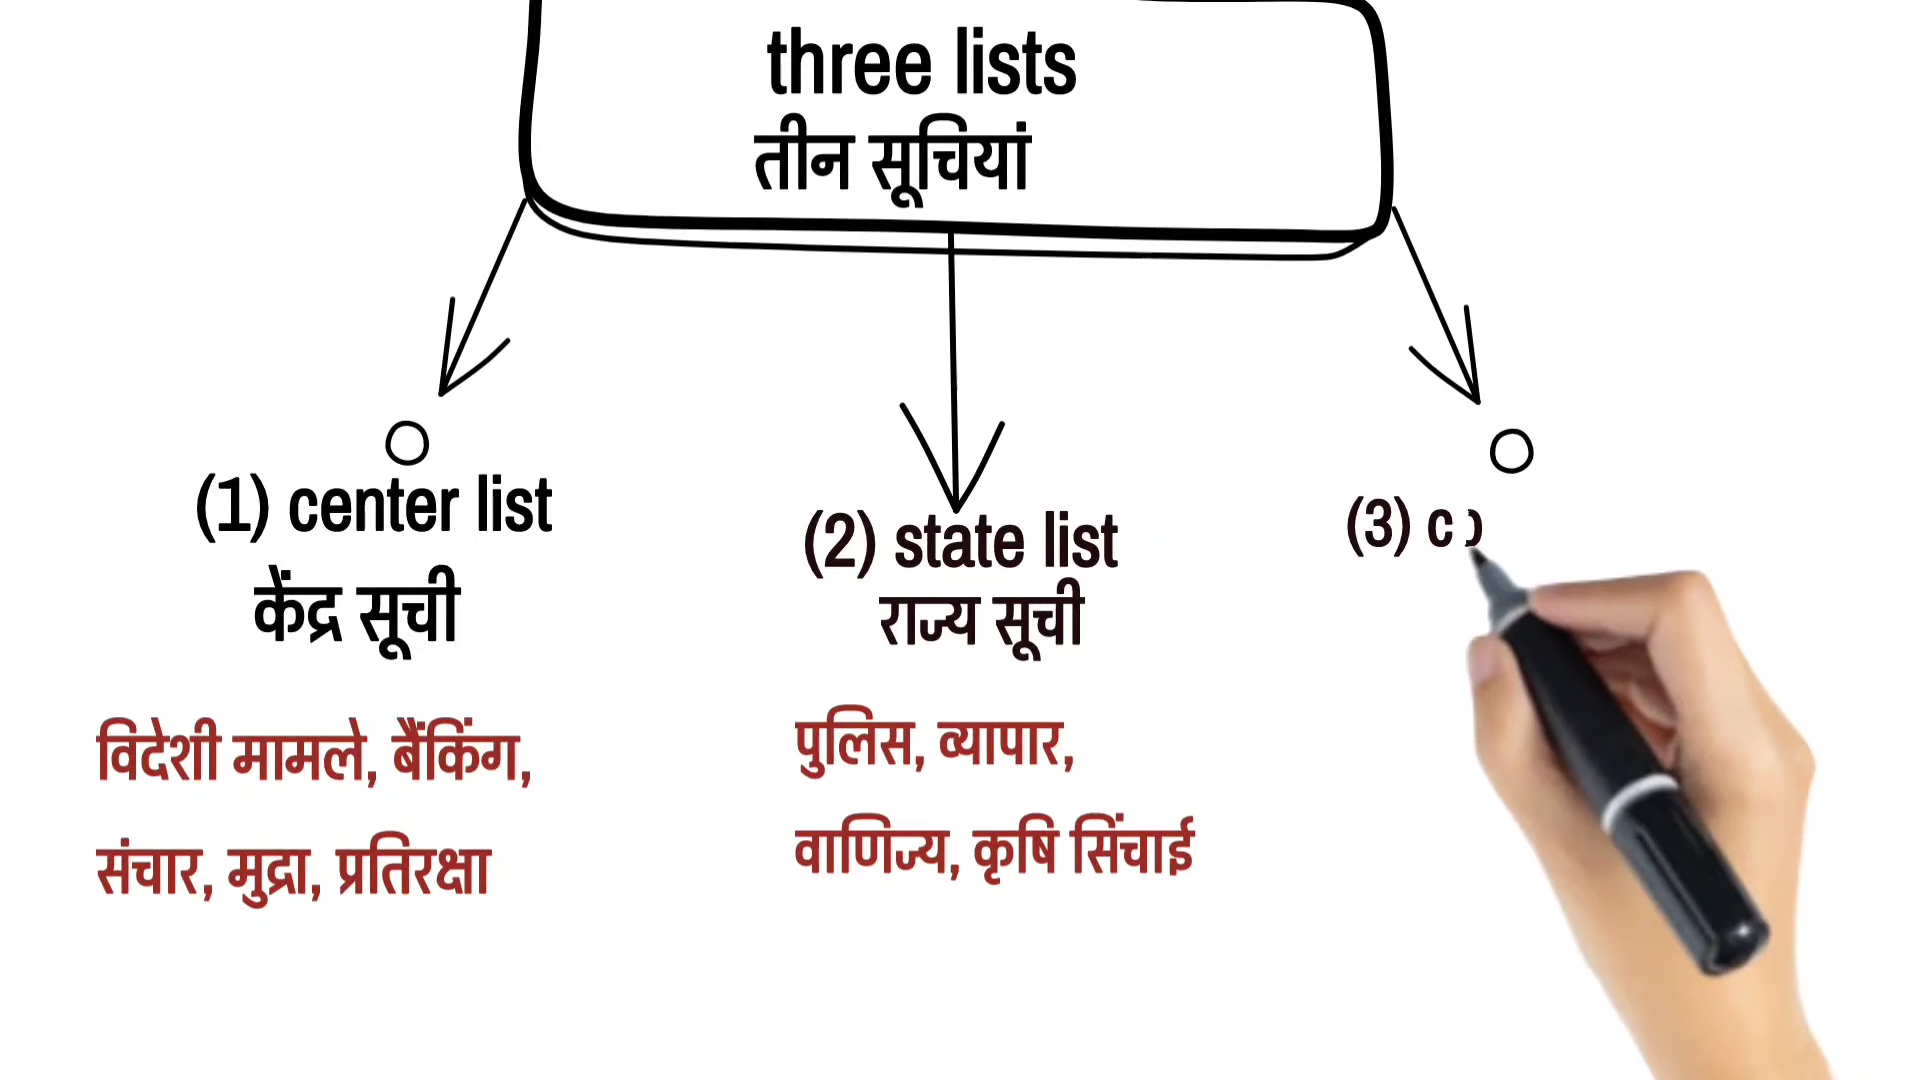 three lists
तीन सूचियां
(1) center list
केंद्र सूची
विदेशी मामले, बैंकिंग,
संचार, मुद्रा, प्रतिरक्षा
(2) state list
राज्य सूची
पुलिस, व्यापार,
वाणिज्य, कृषि सिंचाई
(3) c